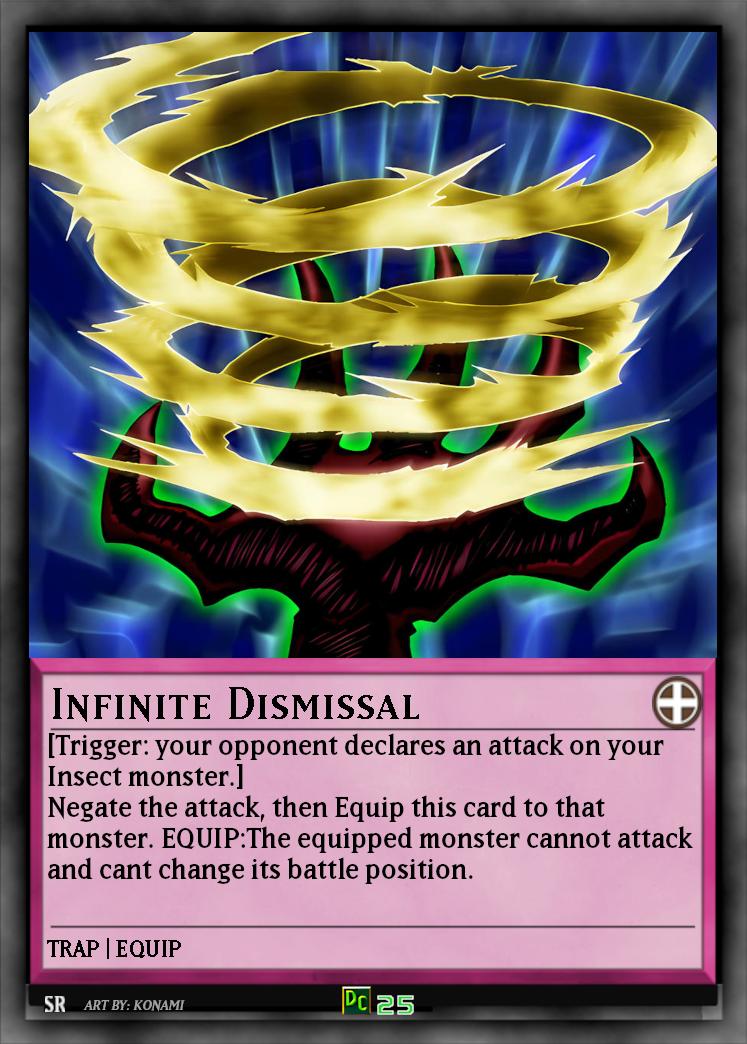 Infinite Dismissal
[Trigger: your opponent declares an attack on your
Insect monster.]
Negate the attack, then Equip this card to that
monster. EQUIP:The equipped monster cannot attack
and cant change its battle position.
TRAP | EQUIP
SR ART BY: KONAMI DC 25